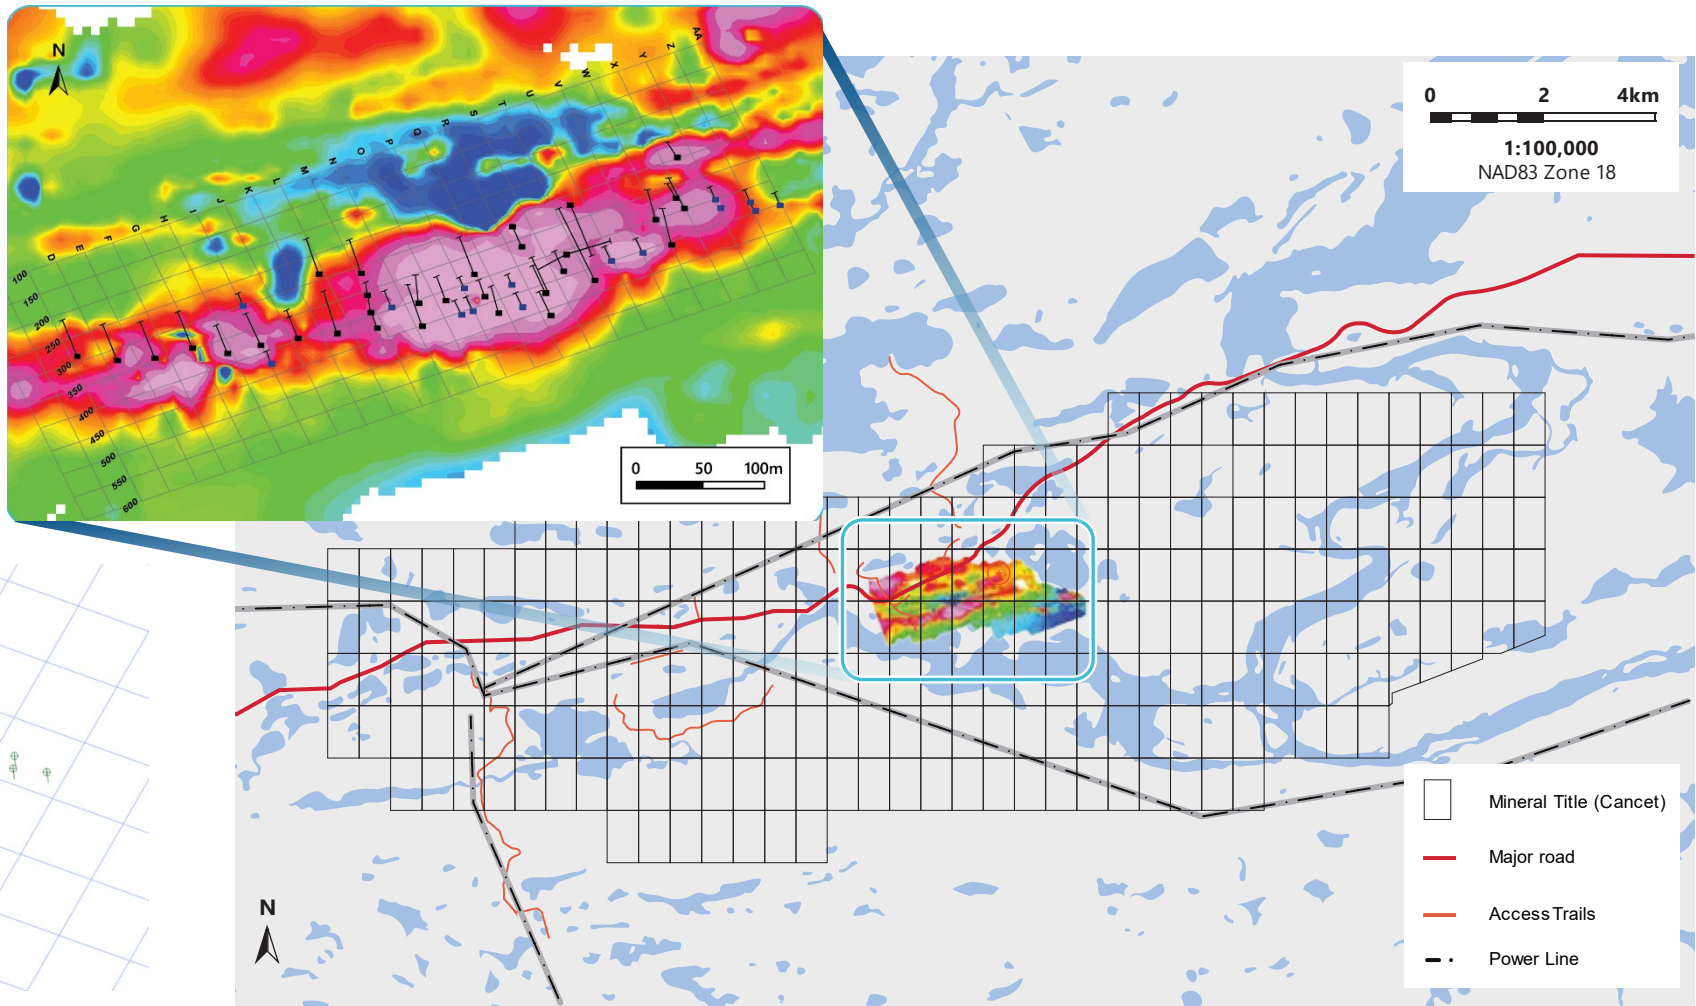 N
D
E
F
G
H
I
J
K
L
M
N
O
P
Q
R
S
T
U
V
W
X
Y
Z
AA
100
150
200
250
300
350
400
450
500
550
600
0 50 100m
0 2 4km
1:100,000
NAD83 Zone 18
N
Mineral Title (Cancet)
Major road
Access Trails
Power Line